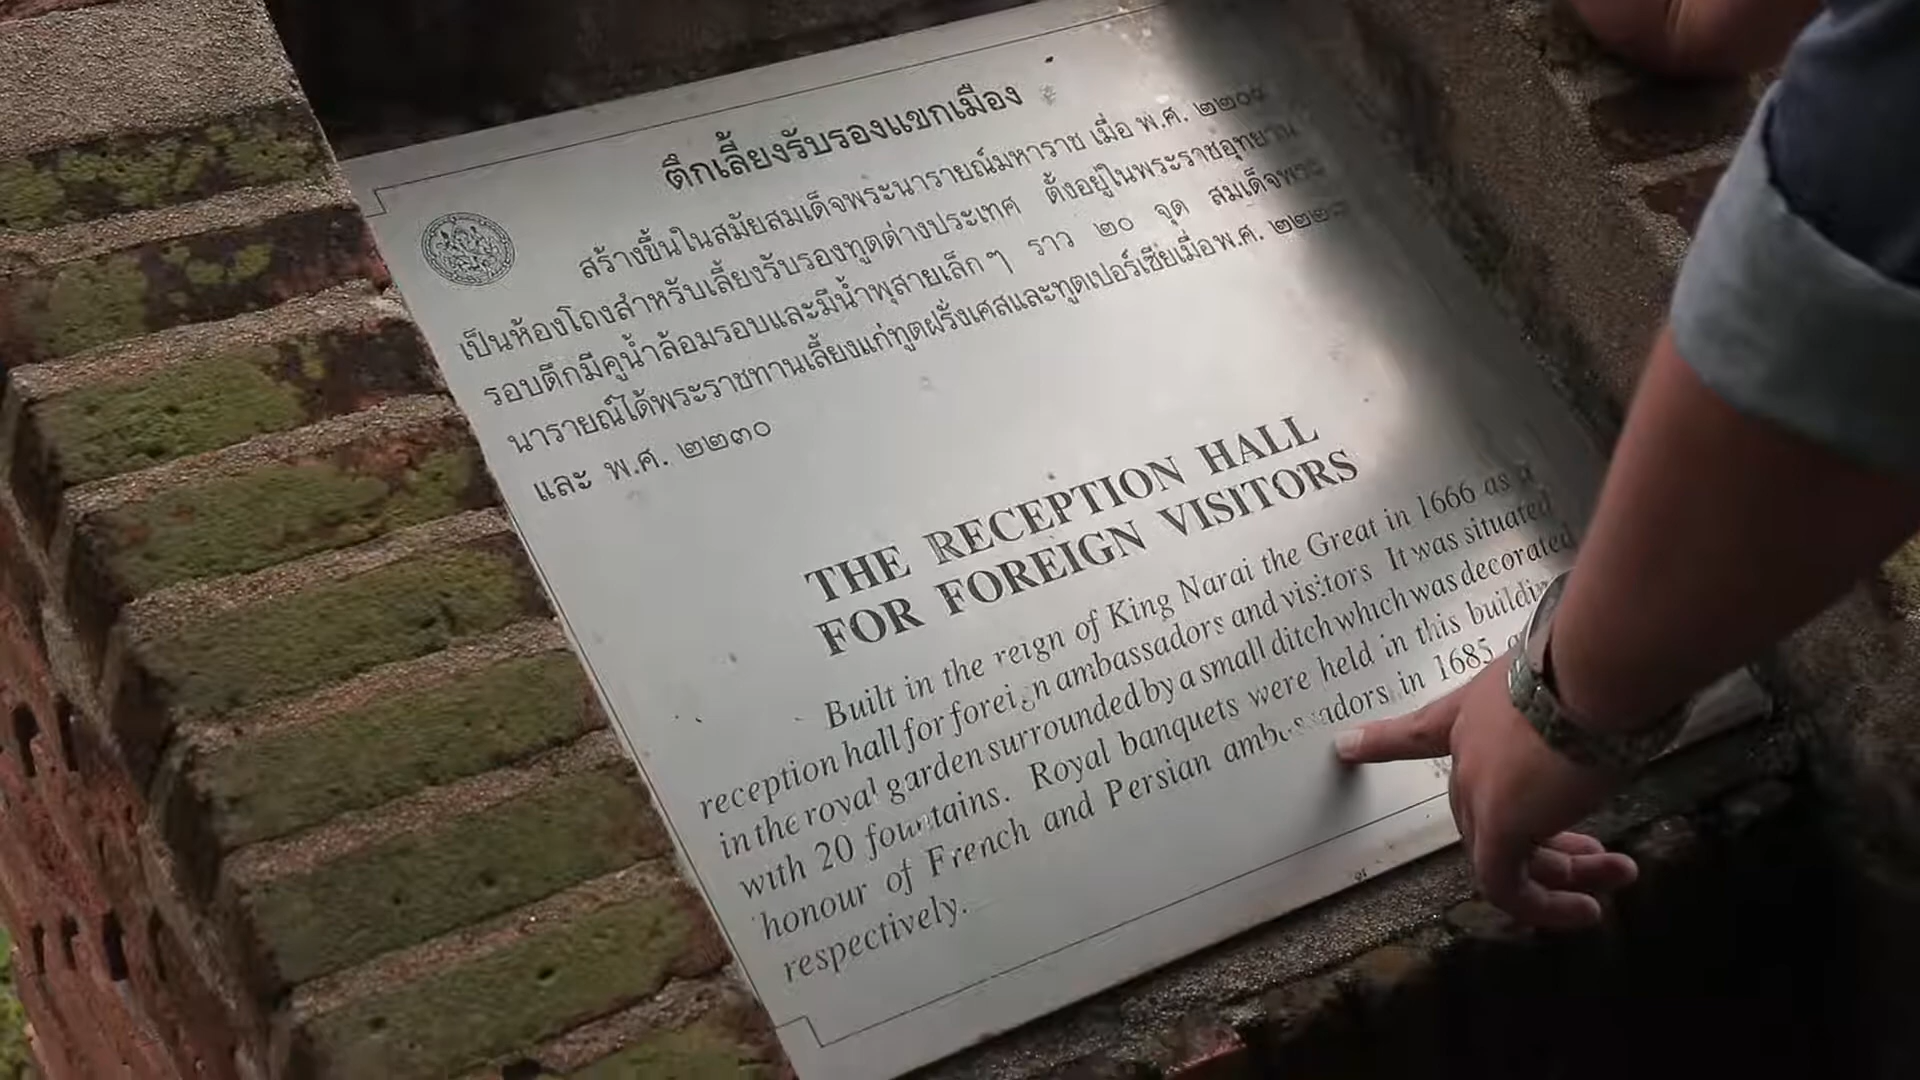 ตึกเลี้ยงรับรองแขกเมือง
สร้างขึ้นในสมัยสมเด็จพระนารายณ์มหาราช เมื่อ พ.ศ. ๒๒๐๙
เป็นห้องโถงสำหรับเลี้ยงรับรองทูตต่างประเทศ ตั้งอยู่ในพระราชอุทยาน
รอบตึกมีคูน้ำล้อมรอบและมีน้ำพุสายเล็กๆ ราว ๒๐ จุด สมเด็จพระ
นารายณ์ได้พระราชทานเลี้ยงแก่ทูตฝรั่งเศสและทูตเปอร์เซียเมื่อพ.ศ.
และ พ.ศ. ๒๒๓๐
THE RECEPTION HALL
FOR FOREIGN VISITORS
Built in the reign of King Narai the Great in 1666 as a
reception hall for foreign ambassadors and visitors It was situated
in the royal garden surrounded by a small ditch which was decorated
with 20 fountains. Royal banquets were held in this building
honour of French and Persian ambassadors in 1685
respectively.